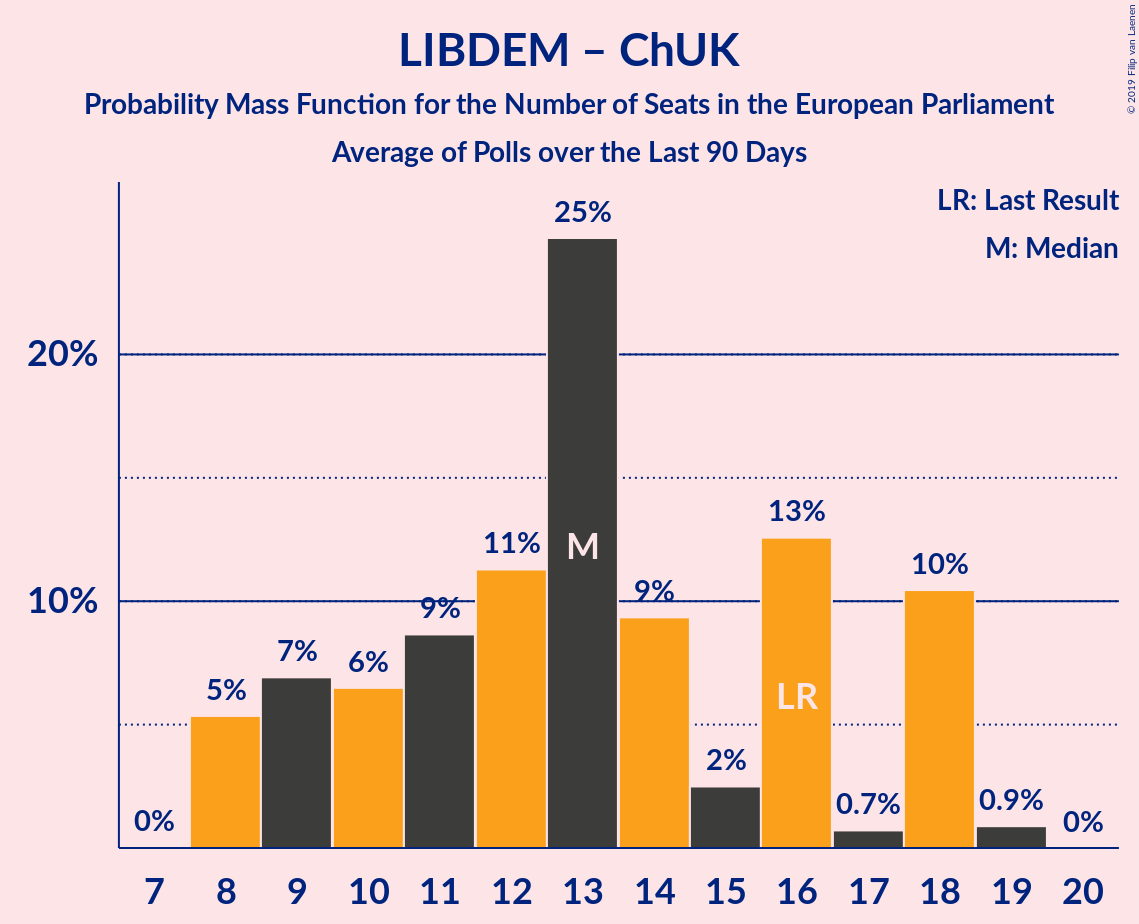 LIBDEM – ChUK
Probability Mass Function for the Number of Seats in the European Parliament
Average of Polls over the Last 90 Days
© 2019 Filip van Laenen
LR: Last Result
M: Median
20%
10%
0%
5%
7%
6%
9%
11%
25%
M
9%
2%
13%
LR
0.7%
10%
0.9%
0%
7 8 9 10 11 12 13 14 15 16 17 18 19 20